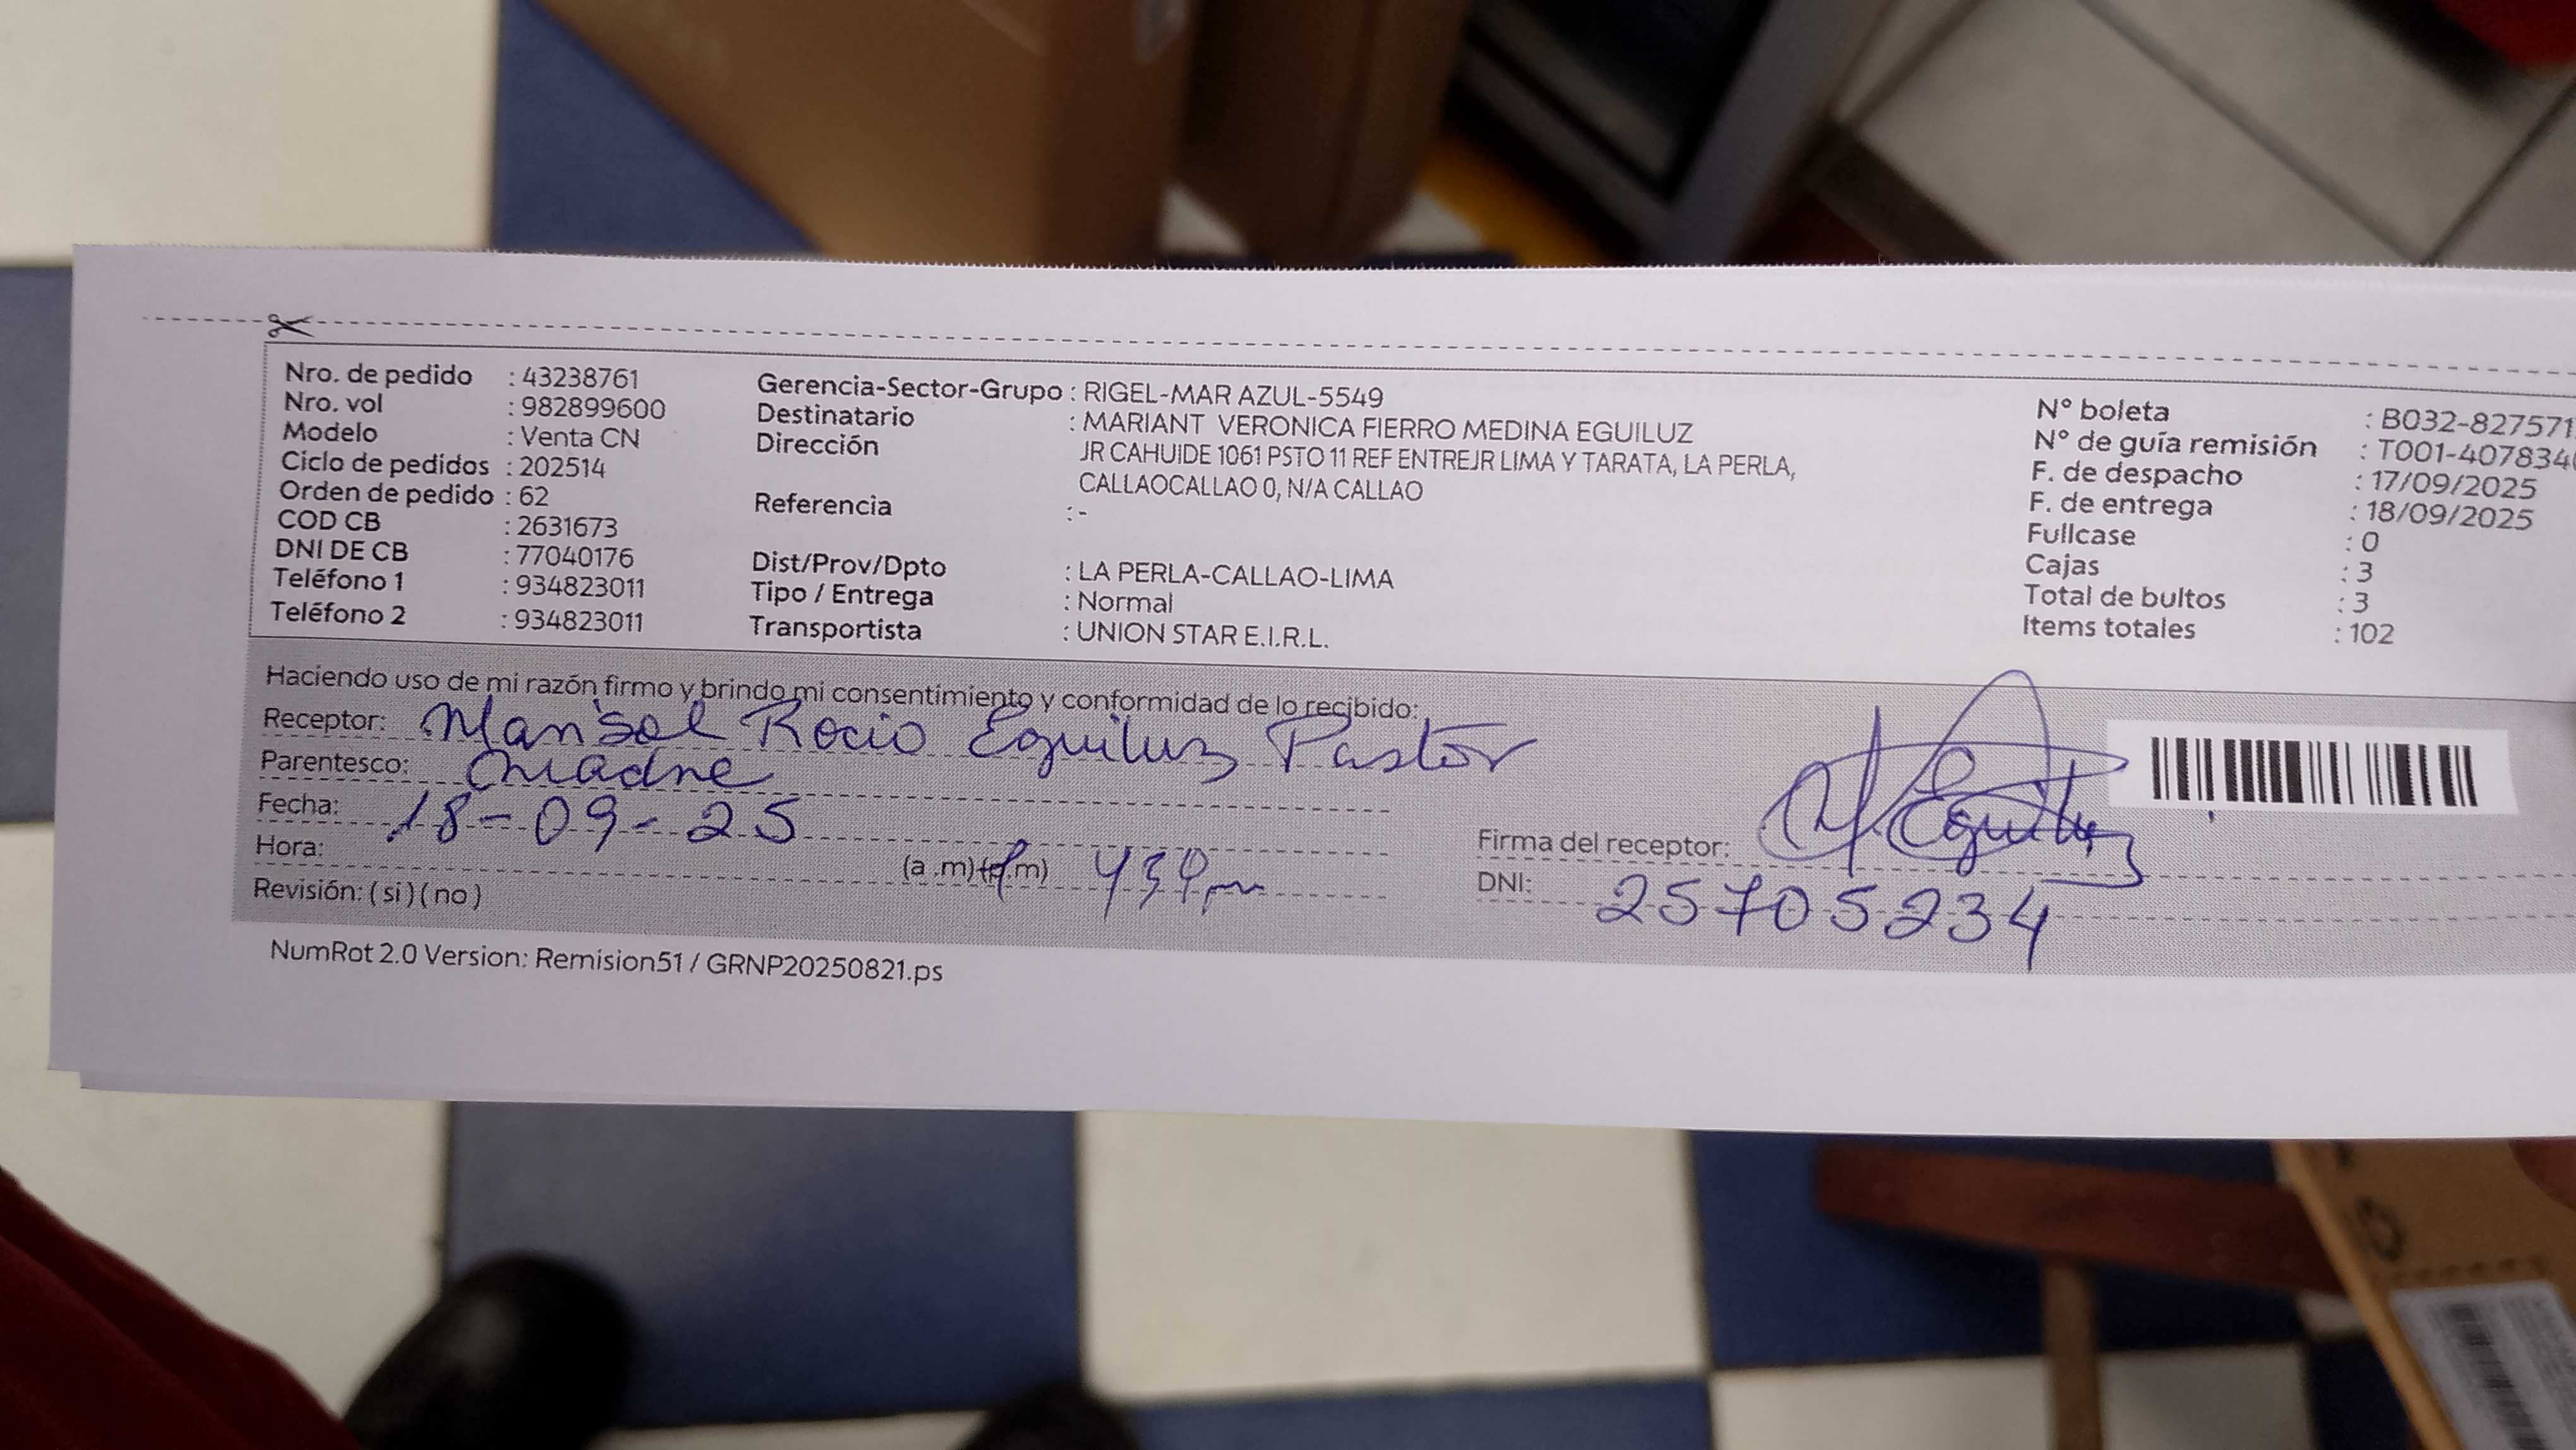 Nro. de pedido : 43238761
Nro. vol : 982899600
Modelo : Venta CN
Ciclo de pedidos : 202514
Orden de pedido : 62
COD CB : 2631673
DNI DE CB : 77040176
Teléfono 1 : 934823011
Teléfono 2 : 934823011
Gerencia-Sector-Grupo : RIGEL-MAR AZUL-5549
Destinatario : MARIANT VERONICA FIERRO MEDINA EGUILUZ
Dirección JR CAHUIDE 1061 PSTO 11 REF ENTREJR LIMA Y TARATA, LA PERLA,
CALLAOCALLAO 0, N/A CALLAO
Referencia : -
Dist/Prov/Dpto : LA PERLA-CALLAO-LIMA
Tipo / Entrega : Normal
Transportista : UNION STAR E.I.R.L.
N° boleta : B032-827571
N° de guía remisión : T001-407834
F. de despacho : 17/09/2025
F. de entrega : 18/09/2025
Fullcase : 0
Cajas : 3
Total de bultos : 3
Items totales : 102
Haciendo uso de mi razón firmo y brindo mi consentimiento y conformidad de lo recibido:
Receptor: Marisol Rocio Eguiluz Pastor
Parentesco:
Fecha: 18-09-25
Hora: (a .m) (p.m)
Revisión: ( si ) ( no )
Firma del receptor: Eguiluz
DNI: 25705234
NumRot 2.0 Version: Remision51 / GRNP20250821.ps